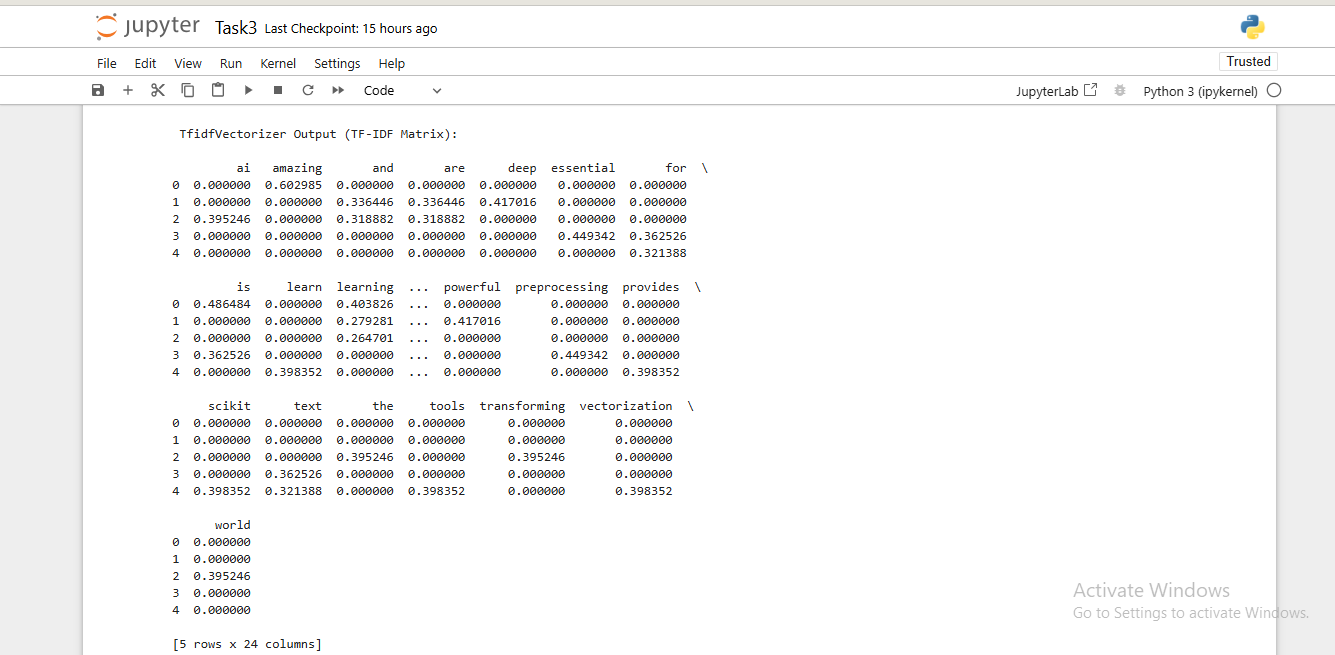 jupyter Task3 Last Checkpoint: 15 hours ago
File Edit View Run Kernel Settings Help Trusted
Code JupyterLab Python 3 (ipykernel)
TfidfVectorizer Output (TF-IDF Matrix):
ai amazing and are deep essential for \
0 0.000000 0.602985 0.000000 0.000000 0.000000 0.000000 0.000000
1 0.000000 0.000000 0.336446 0.336446 0.417016 0.000000 0.000000
2 0.395246 0.000000 0.318882 0.318882 0.000000 0.000000 0.000000
3 0.000000 0.000000 0.000000 0.000000 0.000000 0.449342 0.362526
4 0.000000 0.000000 0.000000 0.000000 0.000000 0.000000 0.321388
is learn learning ... powerful preprocessing provides \
0 0.486484 0.000000 0.403826 ... 0.000000 0.000000 0.000000
1 0.000000 0.000000 0.279281 ... 0.417016 0.000000 0.000000
2 0.000000 0.000000 0.264701 ... 0.000000 0.000000 0.000000
3 0.362526 0.000000 0.000000 ... 0.000000 0.449342 0.000000
4 0.000000 0.398352 0.000000 ... 0.000000 0.000000 0.398352
scikit text the tools transforming vectorization \
0 0.000000 0.000000 0.000000 0.000000 0.000000 0.000000
1 0.000000 0.000000 0.000000 0.000000 0.000000 0.000000
2 0.000000 0.000000 0.395246 0.000000 0.395246 0.000000
3 0.000000 0.362526 0.000000 0.000000 0.000000 0.000000
4 0.398352 0.321388 0.000000 0.398352 0.000000 0.398352
world
0 0.000000
1 0.000000
2 0.395246
3 0.000000
4 0.000000
[5 rows x 24 columns]
Activate Windows
Go to Settings to activate Windows.